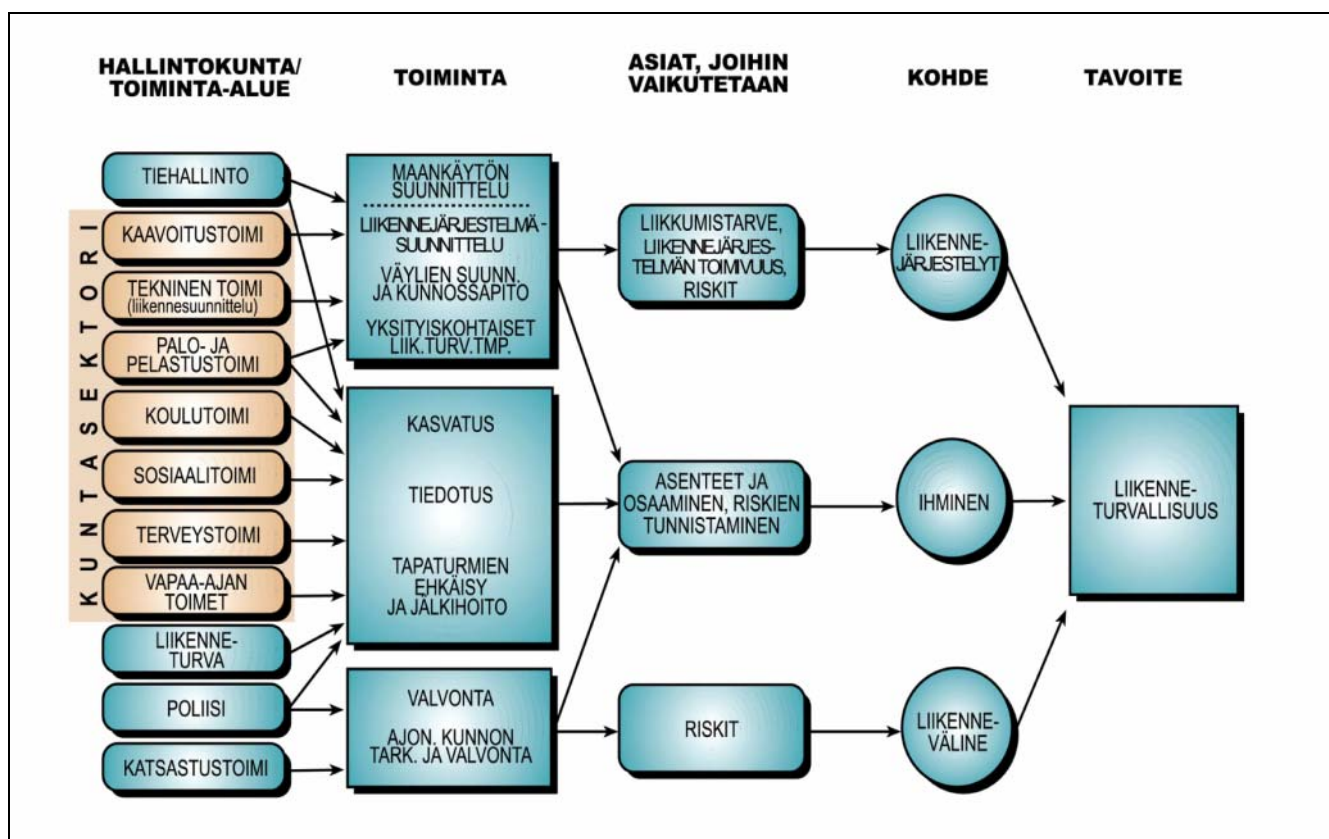 HALLINTOKUNTA/
TOIMINTA-ALUE
TOIMINTA
ASIAT, JOIHIN
VAIKUTETAAN
KOHDE
TAVOITE
KUNTASEKTORI
TIEHALLINTO
KAAVOITUSTOIMI
TEKNINEN TOIMI
(liikennesuunnittelu)
PALO- JA
PELASTUSTOIMI
KOULUTOIMI
SOSIAALITOIMI
TERVEYSTOIMI
VAPAA-AJAN
TOIMET
LIIKENNE-
TURVA
POLIISI
KATSASTUSTOIMI
MAANKÄYTÖN
SUUNNITTELU
LIIKENNEJÄRJESTELMÄ-
SUUNNITTELU
VÄYLIEN SUUNN.
JA KUNNOSSAPITO
YKSITYISKOHTAISET
LIIK.TURV.TMP.
KASVATUS
TIEDOTUS
TAPATURMIEN
EHKÄISY
JA JÄLKIHOITO
VALVONTA
AJON. KUNNON
TARK. JA VALVONTA
LIIKKUMISTARVE,
LIIKENNEJÄRJES-
TELMÄN TOIMIVUUS,
RISKIT
ASENTEET JA
OSAAMINEN, RISKIEN
TUNNISTAMINEN
RISKIT
LIIKENNE-
JÄRJESTELYT
IHMINEN
LIIKENNE-
VÄLINE
LIIKENNE-
TURVALLISUUS